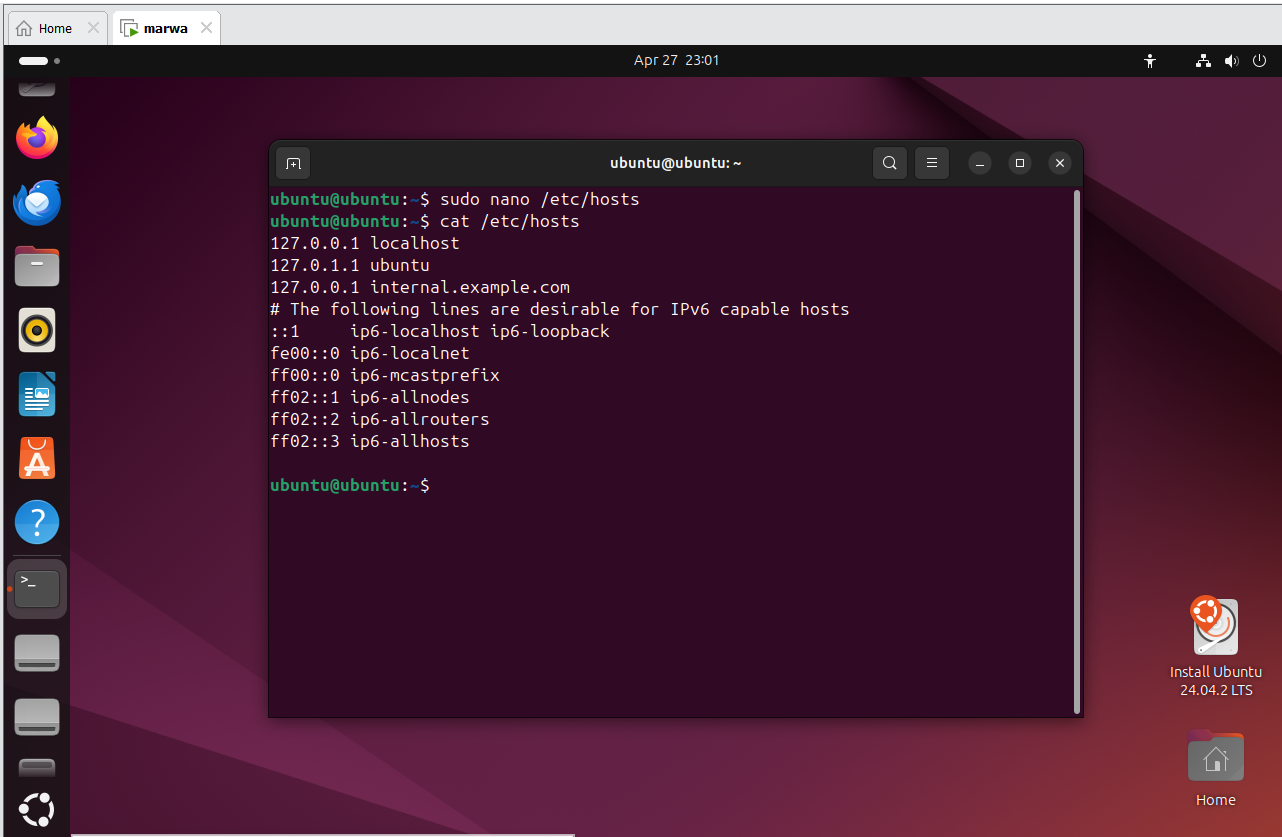 Home
marwa
Apr 27 23:01
ubuntu@ubuntu: ~
ubuntu@ubuntu:~$ sudo nano /etc/hosts
ubuntu@ubuntu:~$ cat /etc/hosts
127.0.0.1 localhost
127.0.1.1 ubuntu
127.0.0.1 internal.example.com
# The following lines are desirable for IPv6 capable hosts
::1     ip6-localhost ip6-loopback
fe00::0 ip6-localnet
ff00::0 ip6-mcastprefix
ff02::1 ip6-allnodes
ff02::2 ip6-allrouters
ff02::3 ip6-allhosts
ubuntu@ubuntu:~$
Install Ubuntu
24.04.2 LTS
Home